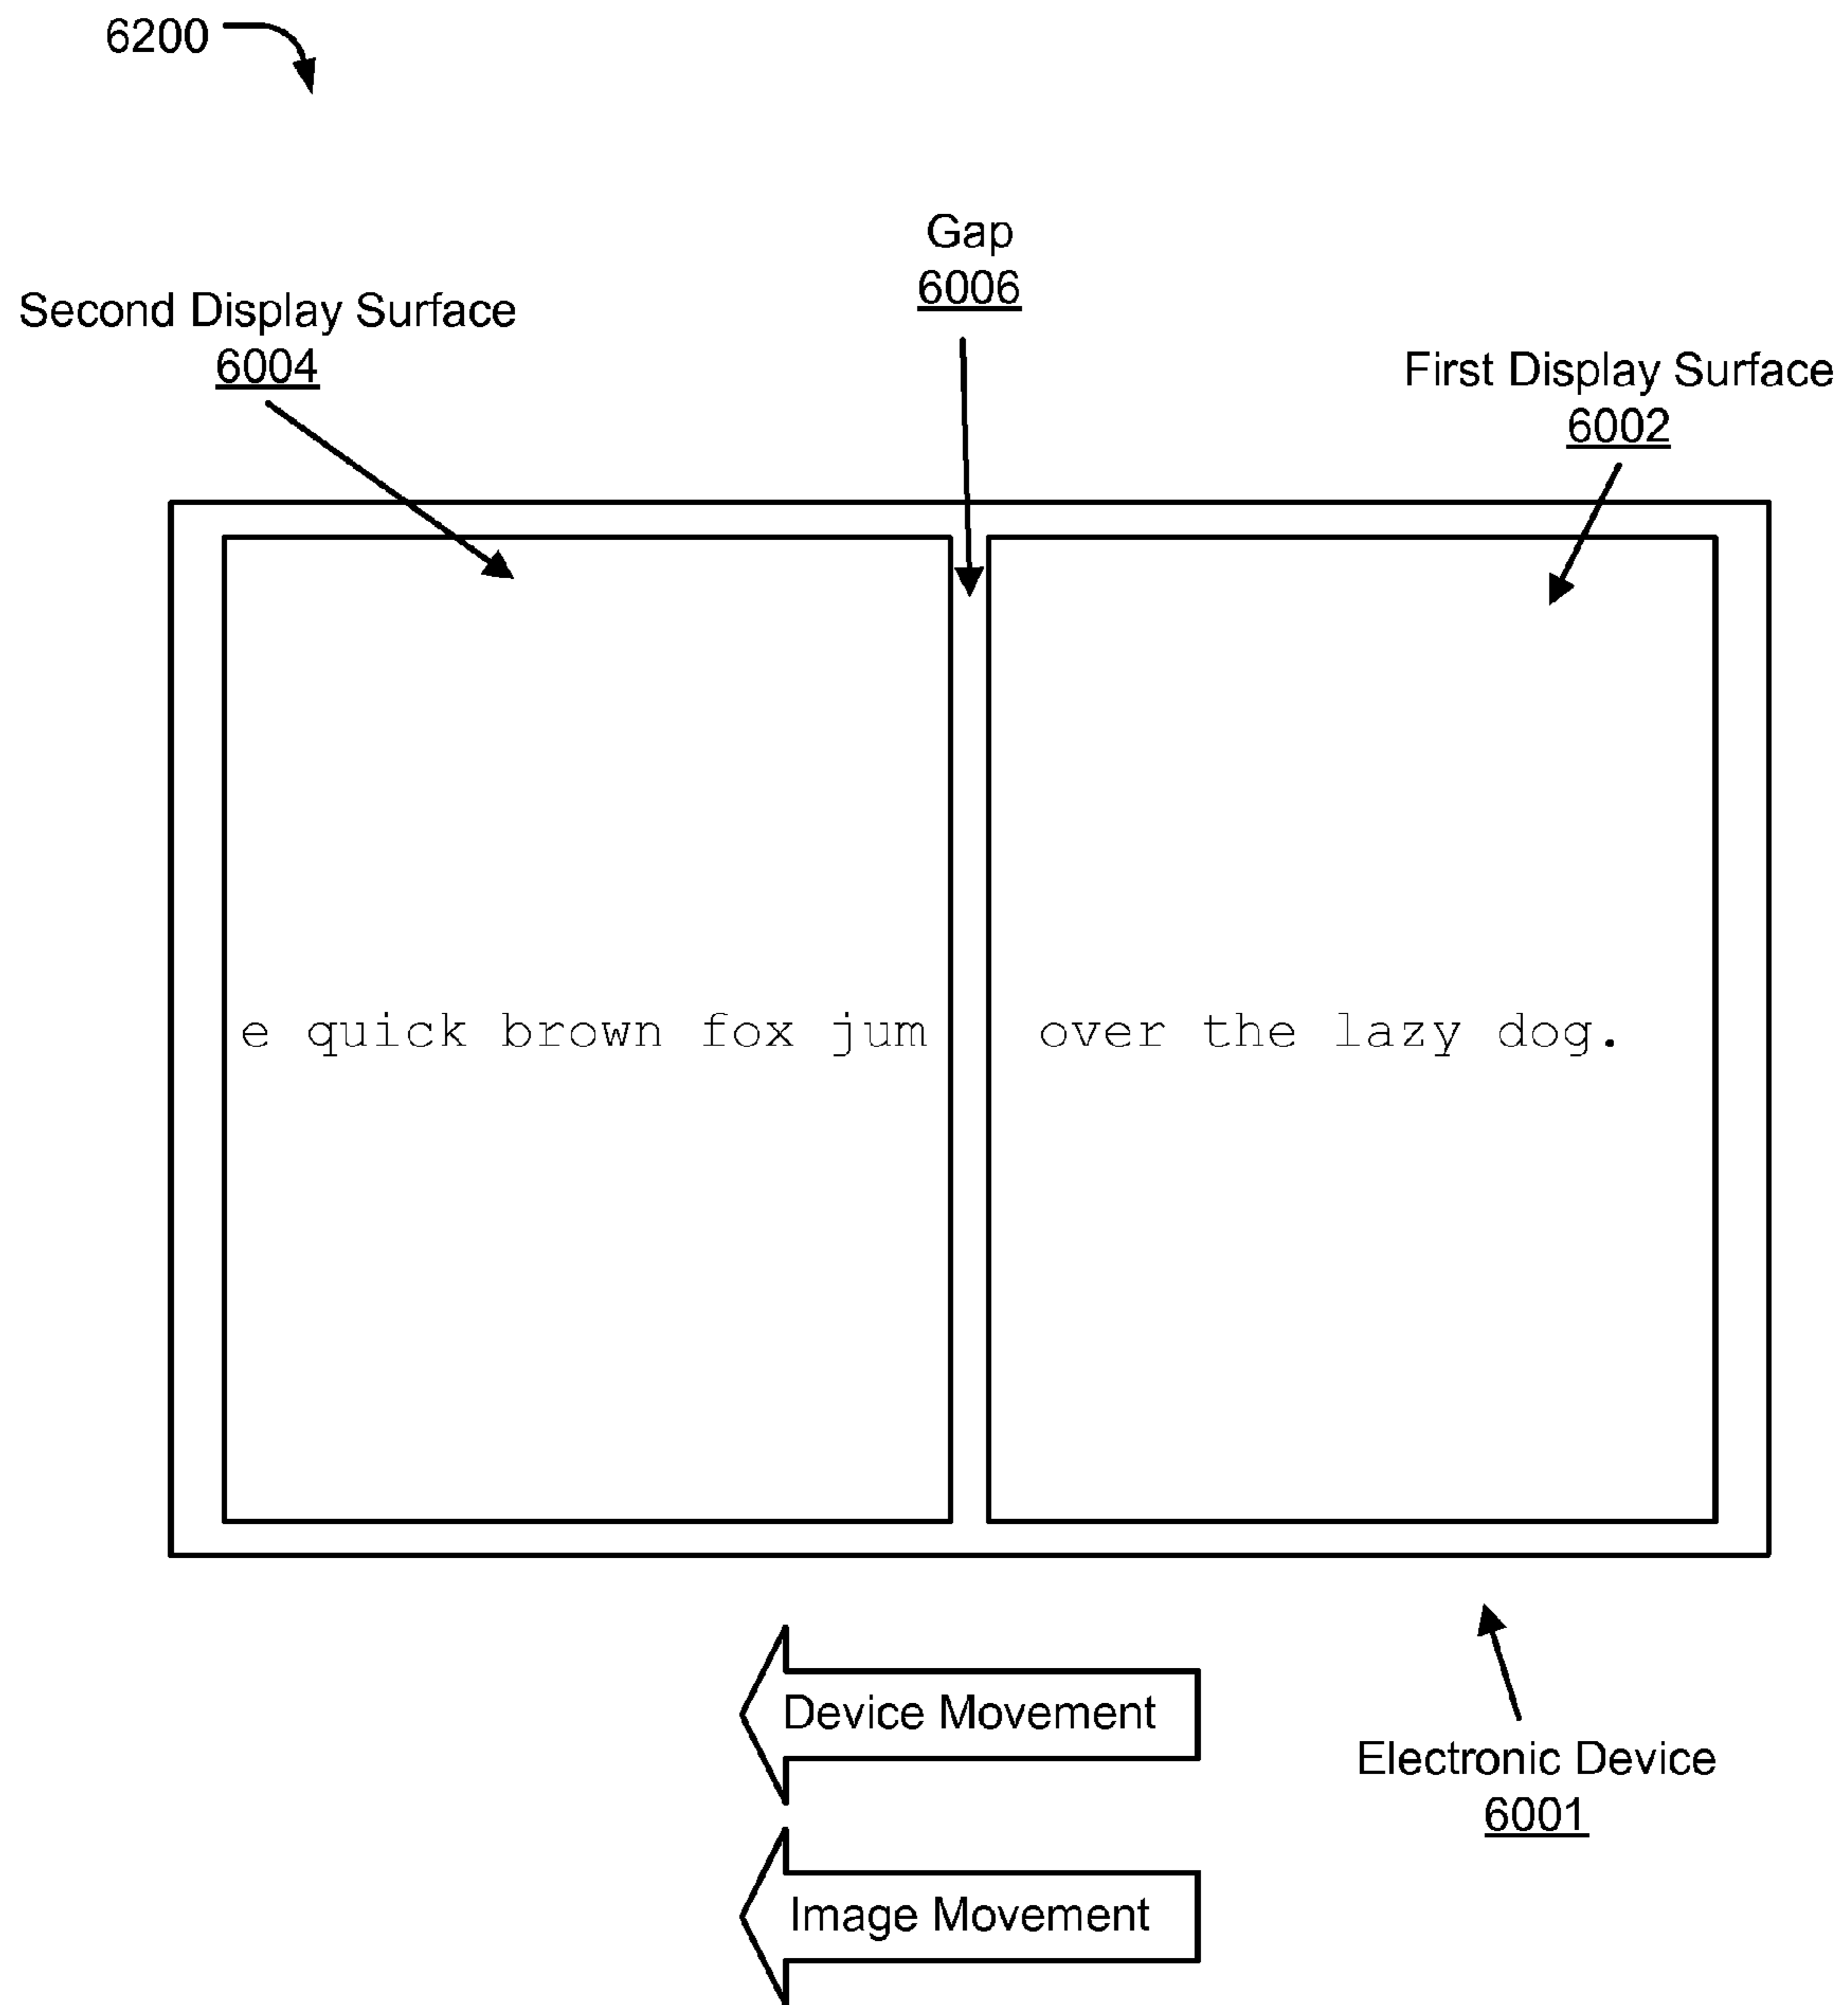 6200
Gap
6006
Second Display Surface
6004
First Display Surface
6002
e quick brown fox jum
over the lazy dog.
Device Movement
Electronic Device
6001
Image Movement